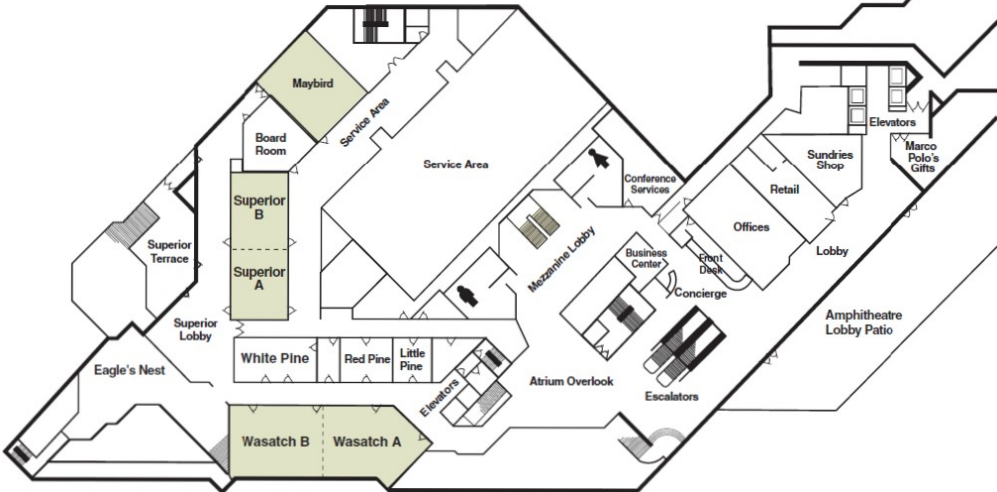 Maybird
Board
Room
Service Area
Service Area
Superior
B
Superior
A
Superior
Terrace
Superior
Lobby
Eagle's Nest
White Pine
Red Pine
Little
Pine
Wasatch B
Wasatch A
Elevators
Mezzanine Lobby
Atrium Overlook
Conference
Services
Business
Center
Front
Desk
Concierge
Escalators
Offices
Retail
Sundries
Shop
Elevators
Marco
Polo's
Gifts
Lobby
Amphitheatre
Lobby Patio